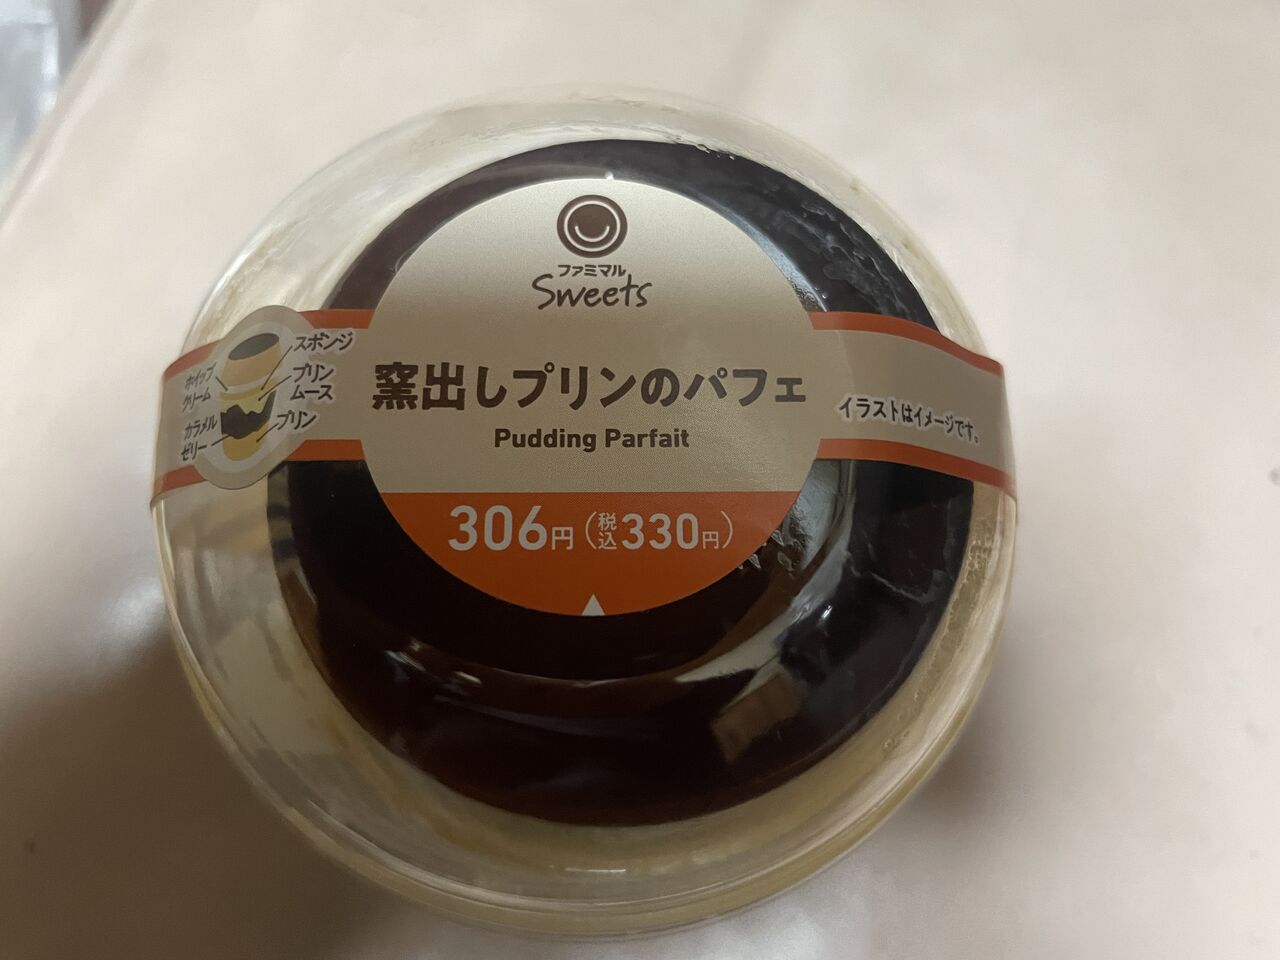 ファミマル
Sweets
スポンジ
ホイップ
クリーム
プリン
ムース
カラメル
ゼリー
プリン
窯出しプリンのパフェ
Pudding Parfait
イラストはイメージです。
306円(税込330円)